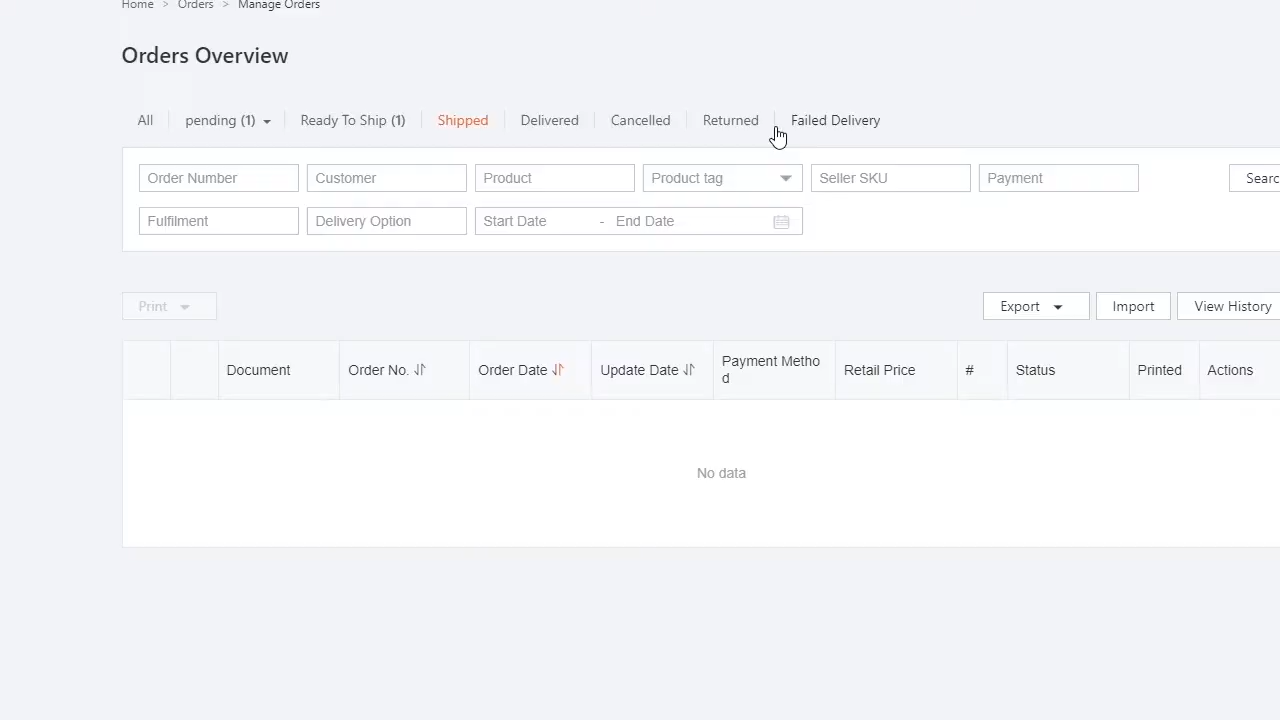 Home > Orders > Manage Orders
Orders Overview
All pending (1) Ready To Ship (1) Shipped Delivered Cancelled Returned Failed Delivery
Order Number Customer Product Product tag Seller SKU Payment Searc
Fulfilment Delivery Option Start Date - End Date
Print Export Import View History
Document Order No. Order Date Update Date Payment Metho
d Retail Price # Status Printed Actions
No data